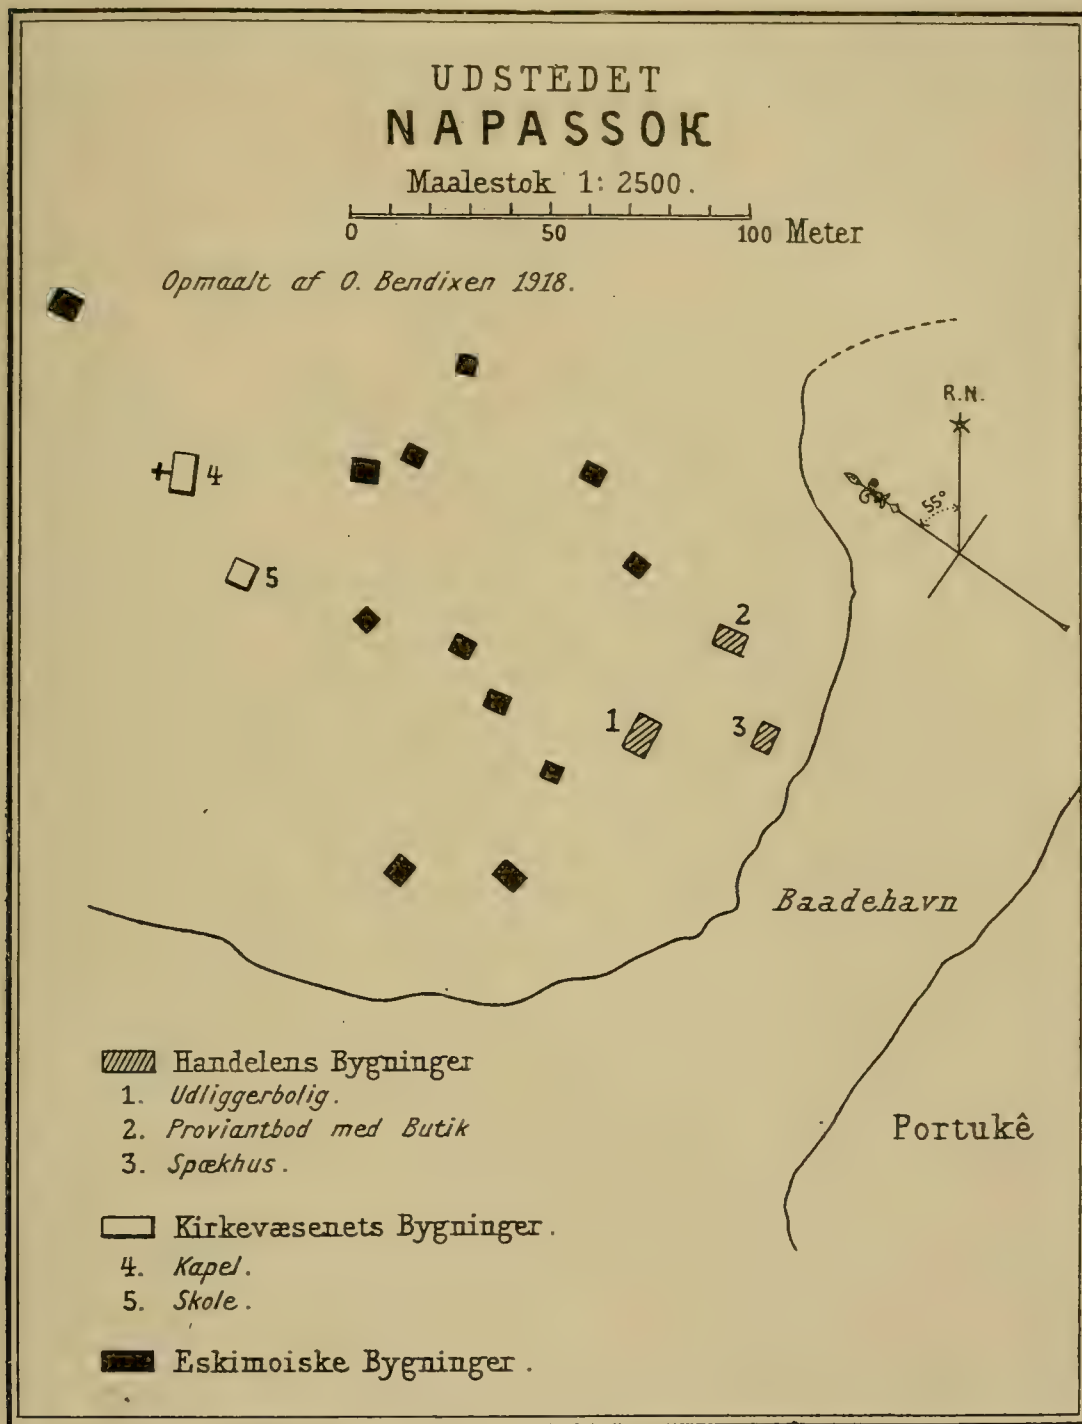 UDSTEDET
NAPASSOK
Maalestok 1: 2500.
0 50 100 Meter
Opmaalt af O. Bendixen 1918.
R.N.
55°
4
5
2
1
3
Baadehavn
Portukê
Handelens Bygninger
1. Udliggerbolig.
2. Proviantbod med Butik
3. Spækhus.
Kirkevæsenets Bygninger.
4. Kapel.
5. Skole.
Eskimoiske Bygninger.